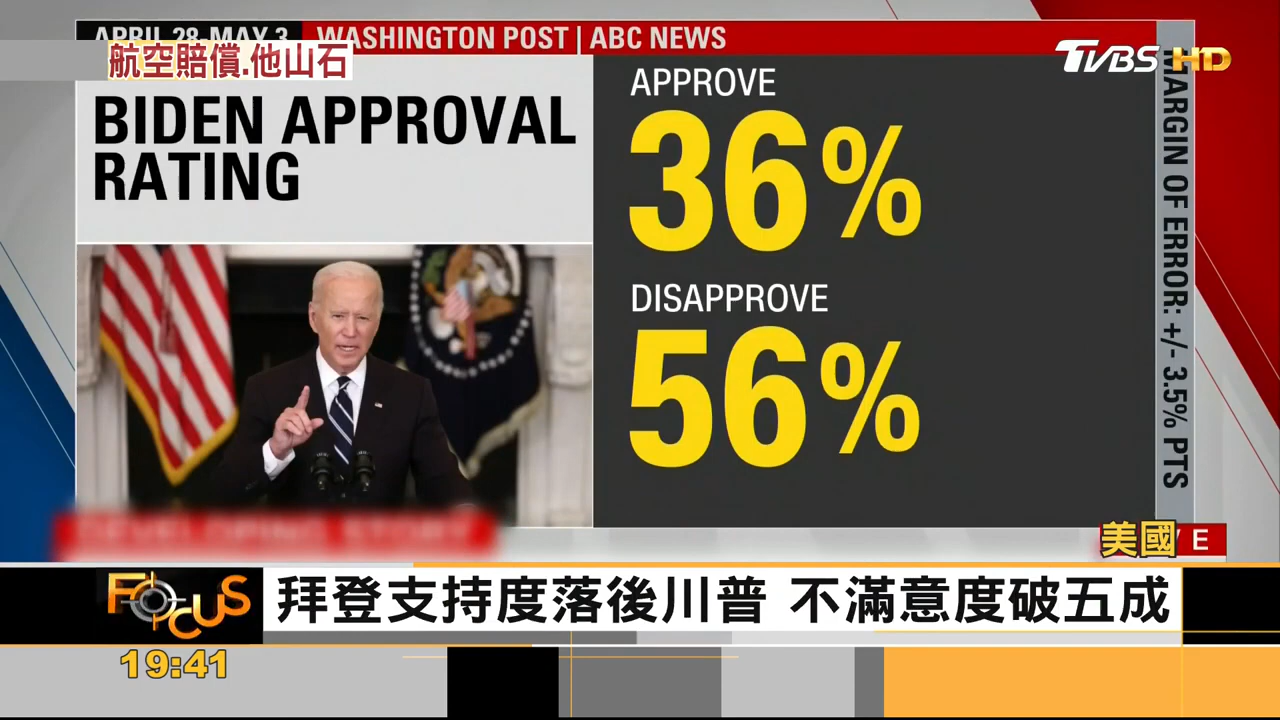 APRIL 28-MAY 3
WASHINGTON POST | ABC NEWS
航空賠償.他山石
TVBS HD
BIDEN APPROVAL
RATING
APPROVE
36%
DISAPPROVE
56%
MARGIN OF ERROR: +/- 3.5% PTS
DEVELOPING STORY
美國
E
FOCUS
拜登支持度落後川普 不滿意度破五成
19:41